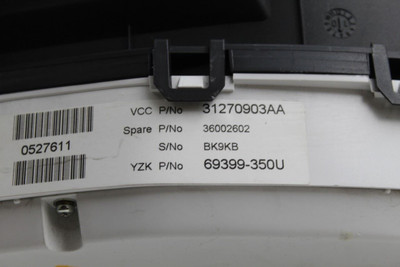 VCC P/No 31270903AA
Spare P/No 36002602
S/No BK9KB
YZK P/No 69399-350U
0527611